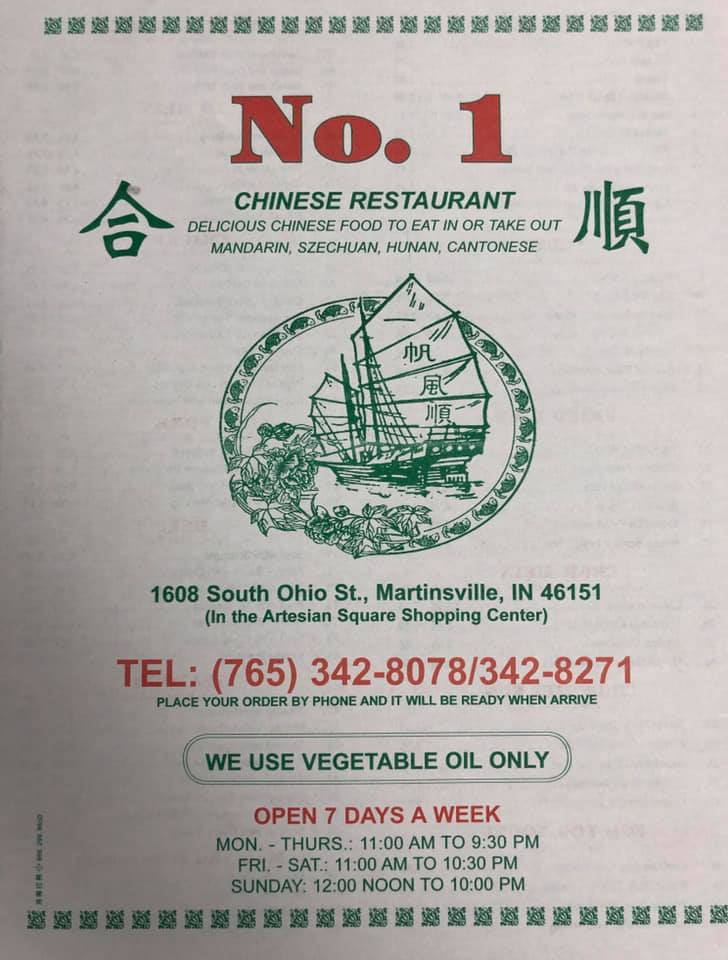 No. 1
合 順
CHINESE RESTAURANT
DELICIOUS CHINESE FOOD TO EAT IN OR TAKE OUT
MANDARIN, SZECHUAN, HUNAN, CANTONESE
帆
風
順
1608 South Ohio St., Martinsville, IN 46151
(In the Artesian Square Shopping Center)
TEL: (765) 342-8078/342-8271
PLACE YOUR ORDER BY PHONE AND IT WILL BE READY WHEN ARRIVE
WE USE VEGETABLE OIL ONLY
OPEN 7 DAYS A WEEK
MON. - THURS.: 11:00 AM TO 9:30 PM
FRI. - SAT.: 11:00 AM TO 10:30 PM
SUNDAY: 12:00 NOON TO 10:00 PM